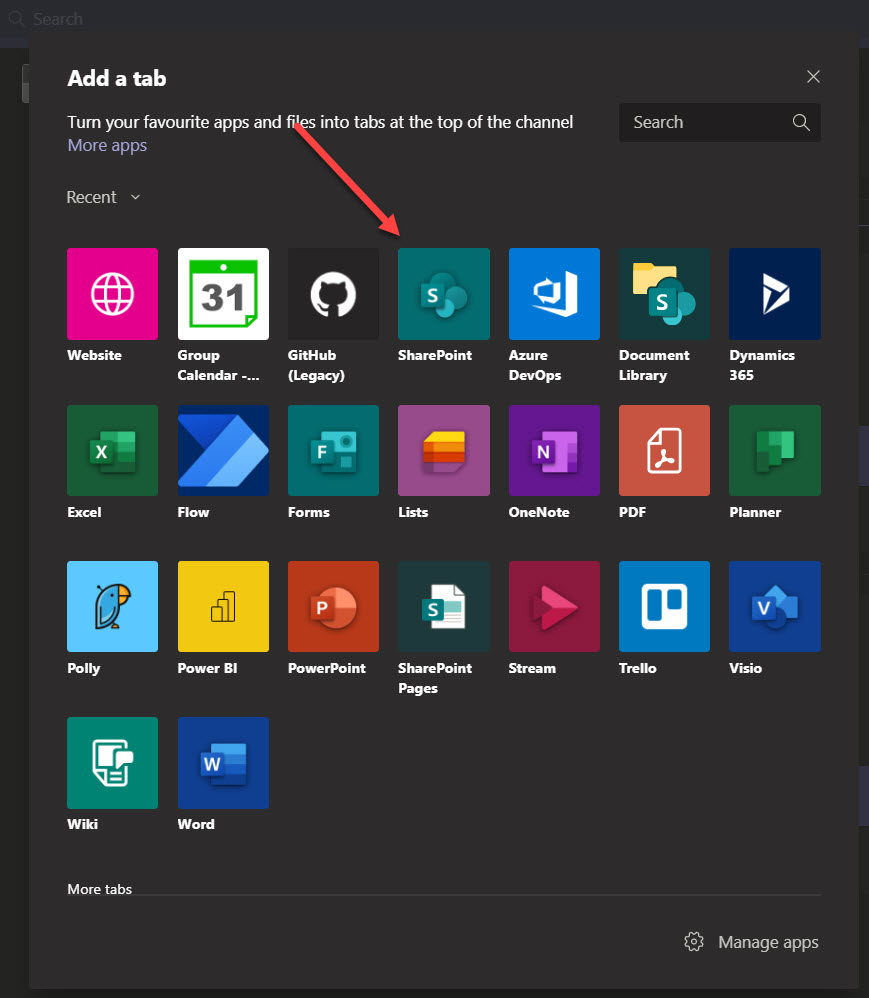 Search
Add a tab
Turn your favourite apps and files into tabs at the top of the channel
More apps
Search
Recent
31
S
S
Website
Group
Calendar -...
GitHub
(Legacy)
SharePoint
Azure
DevOps
Document
Library
Dynamics
365
X
F
N
Excel
Flow
Forms
Lists
OneNote
PDF
Planner
P
S
V
Polly
Power BI
PowerPoint
SharePoint
Pages
Stream
Trello
Visio
W
Wiki
Word
More tabs
Manage apps